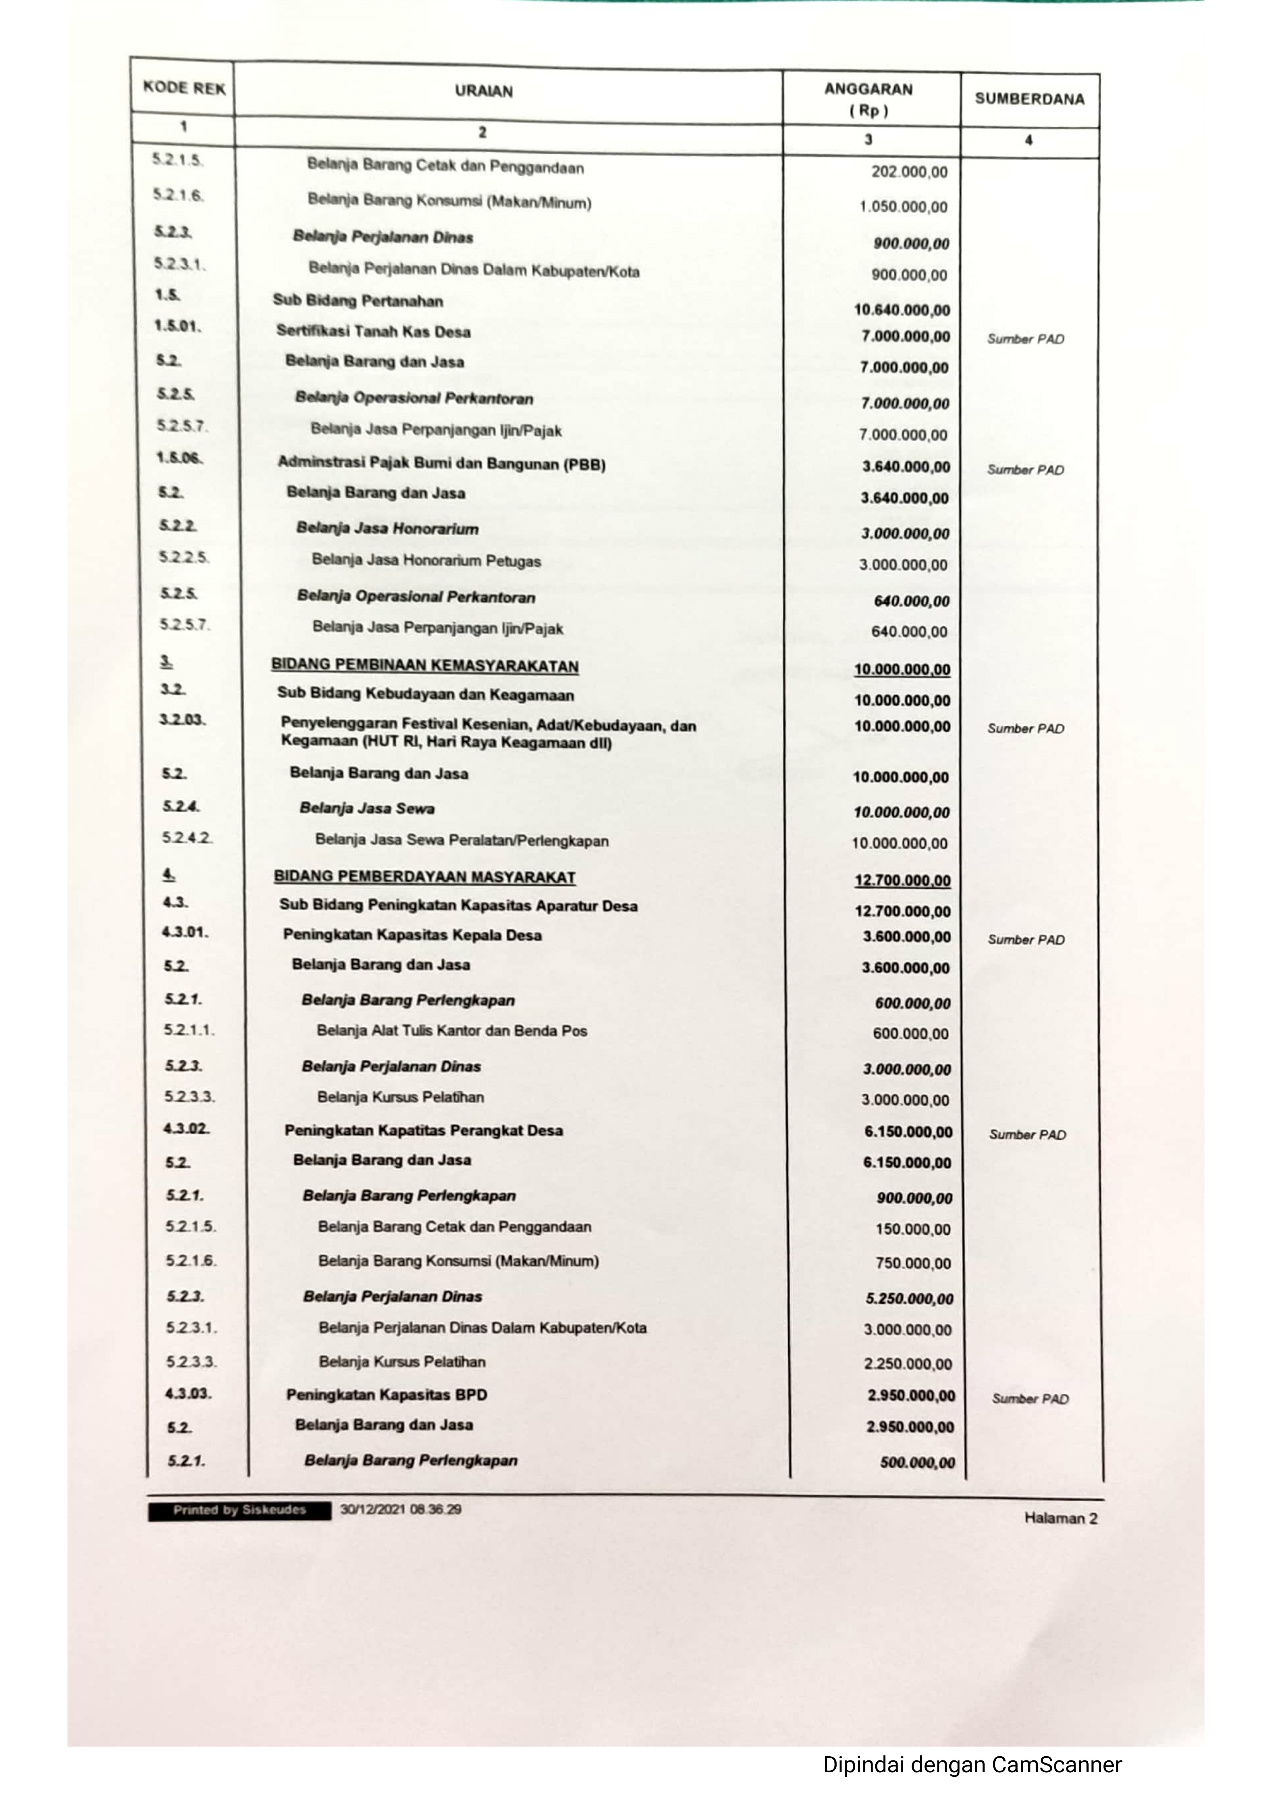 KODE REK URAIAN ANGGARAN ( Rp ) SUMBERDANA
1 2 3 4
5.2.1.5. Belanja Barang Cetak dan Penggandaan 202.000,00
5.2.1.6. Belanja Barang Konsumsi (Makan/Minum) 1.050.000,00
5.2.3. Belanja Perjalanan Dinas 900.000,00
5.2.3.1. Belanja Perjalanan Dinas Dalam Kabupaten/Kota 900.000,00
1.5. Sub Bidang Pertanahan 10.640.000,00
1.5.01. Sertifikasi Tanah Kas Desa 7.000.000,00 Sumber PAD
5.2. Belanja Barang dan Jasa 7.000.000,00
5.2.5. Belanja Operasional Perkantoran 7.000.000,00
5.2.5.7. Belanja Jasa Perpanjangan Ijin/Pajak 7.000.000,00
1.5.06. Adminstrasi Pajak Bumi dan Bangunan (PBB) 3.640.000,00 Sumber PAD
5.2. Belanja Barang dan Jasa 3.640.000,00
5.2.2. Belanja Jasa Honorarium 3.000.000,00
5.2.2.5. Belanja Jasa Honorarium Petugas 3.000.000,00
5.2.5. Belanja Operasional Perkantoran 640.000,00
5.2.5.7. Belanja Jasa Perpanjangan Ijin/Pajak 640.000,00
3. BIDANG PEMBINAAN KEMASYARAKATAN 10.000.000,00
3.2. Sub Bidang Kebudayaan dan Keagamaan 10.000.000,00
3.2.03. Penyelenggaran Festival Kesenian, Adat/Kebudayaan, dan 10.000.000,00 Sumber PAD
Kegamaan (HUT RI, Hari Raya Keagamaan dll)
5.2. Belanja Barang dan Jasa 10.000.000,00
5.2.4. Belanja Jasa Sewa 10.000.000,00
5.2.4.2. Belanja Jasa Sewa Peralatan/Perlengkapan 10.000.000,00
4. BIDANG PEMBERDAYAAN MASYARAKAT 12.700.000,00
4.3. Sub Bidang Peningkatan Kapasitas Aparatur Desa 12.700.000,00
4.3.01. Peningkatan Kapasitas Kepala Desa 3.600.000,00 Sumber PAD
5.2. Belanja Barang dan Jasa 3.600.000,00
5.2.1. Belanja Barang Perlengkapan 600.000,00
5.2.1.1. Belanja Alat Tulis Kantor dan Benda Pos 600.000,00
5.2.3. Belanja Perjalanan Dinas 3.000.000,00
5.2.3.3. Belanja Kursus Pelatihan 3.000.000,00
4.3.02. Peningkatan Kapatitas Perangkat Desa 6.150.000,00 Sumber PAD
5.2. Belanja Barang dan Jasa 6.150.000,00
5.2.1. Belanja Barang Perlengkapan 900.000,00
5.2.1.5. Belanja Barang Cetak dan Penggandaan 150.000,00
5.2.1.6. Belanja Barang Konsumsi (Makan/Minum) 750.000,00
5.2.3. Belanja Perjalanan Dinas 5.250.000,00
5.2.3.1. Belanja Perjalanan Dinas Dalam Kabupaten/Kota 3.000.000,00
5.2.3.3. Belanja Kursus Pelatihan 2.250.000,00
4.3.03. Peningkatan Kapasitas BPD 2.950.000,00 Sumber PAD
5.2. Belanja Barang dan Jasa 2.950.000,00
5.2.1. Belanja Barang Perlengkapan 500.000,00
Printed by Siskeudes 30/12/2021 08.36.29 Halaman 2
Dipindai dengan CamScanner